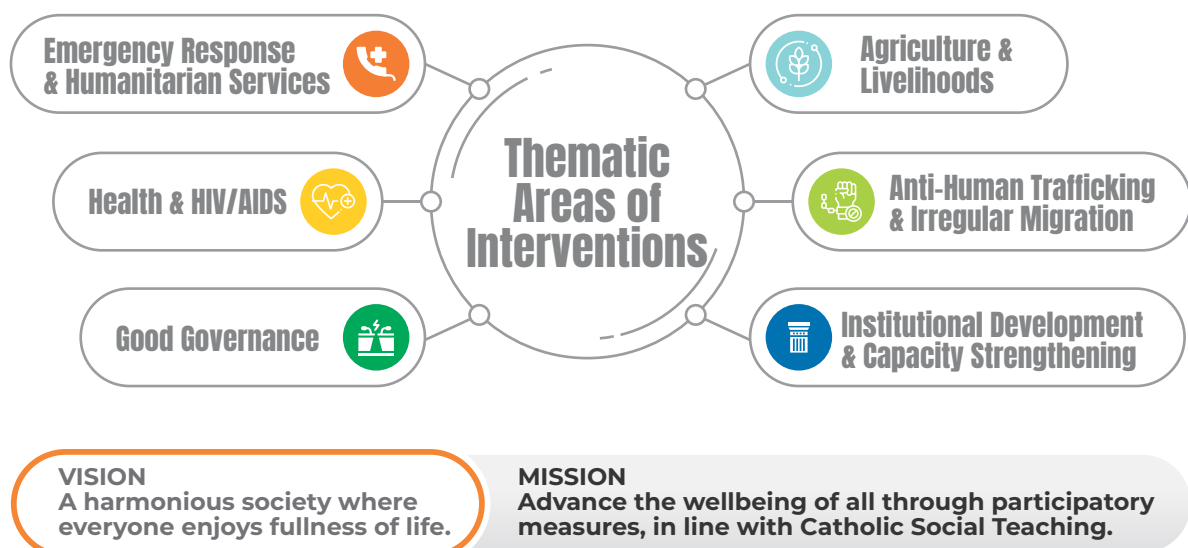 Emergency Response
& Humanitarian Services
Health & HIV/AIDS
Good Governance
Thematic
Areas of
Interventions
Agriculture &
Livelihoods
Anti-Human Trafficking
& Irregular Migration
Institutional Development
& Capacity Strengthening
VISION
A harmonious society where
everyone enjoys fullness of life.
MISSION
Advance the wellbeing of all through participatory
measures, in line with Catholic Social Teaching.